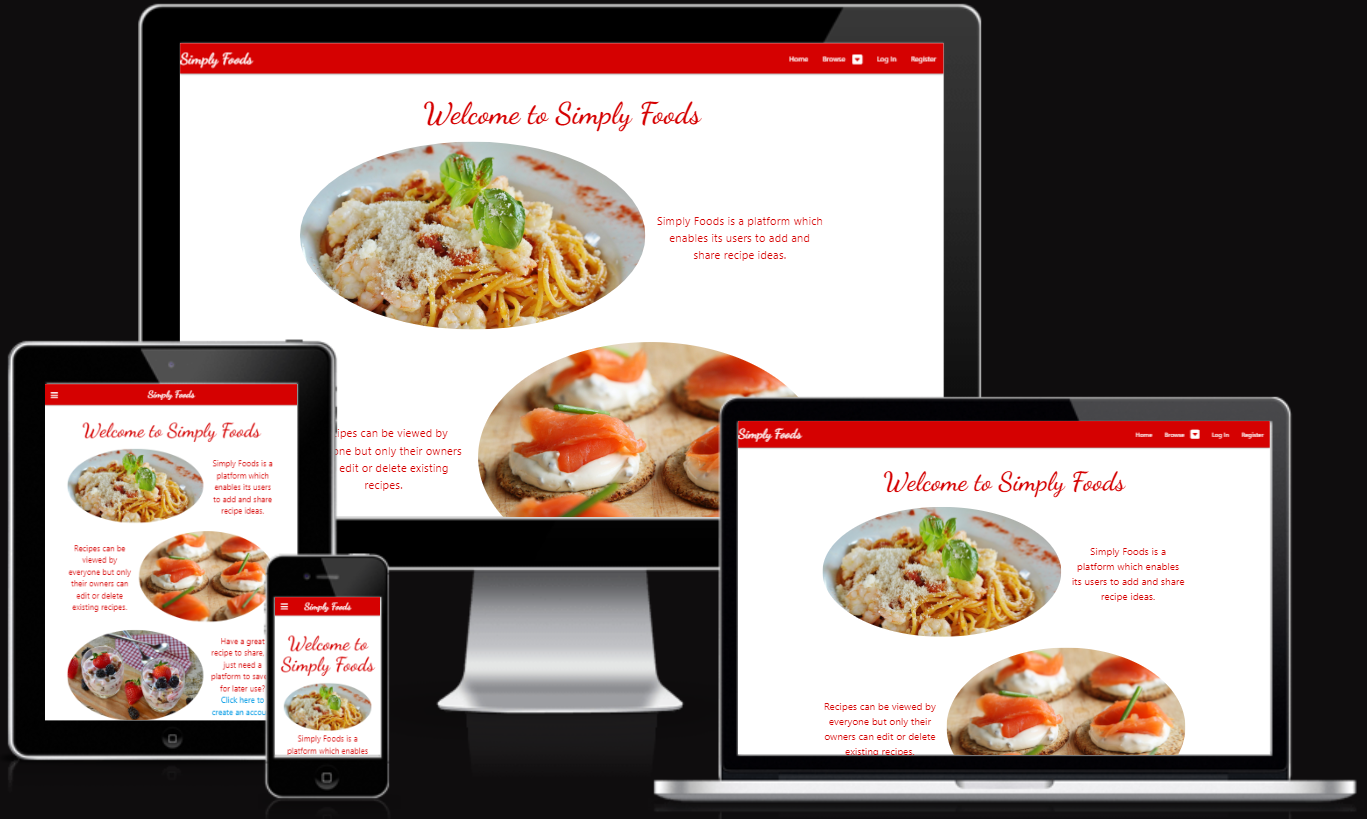 Simply Foods
Home Browse Log In Register
Welcome to Simply Foods
Simply Foods is a platform which
enables its users to add and
share recipe ideas.
ipes can be viewed by
one but only their owners
edit or delete existing
recipes.
Simply Foods
Welcome to Simply Foods
Simply Foods is a
platform which
enables its users
to add and share
recipe ideas.
Recipes can be
viewed by
everyone but only
their owners can
edit or delete
existing recipes.
Have a great
recipe to share,
just need a
platform to save
for later use?
Click here to
create an accou
Simply Foods
Welcome to
Simply Foods
Simply Foods is a
platform which enables
Simply Foods
Home Browse Log In Register
Welcome to Simply Foods
Simply Foods is a
platform which enables
its users to add and share
recipe ideas.
Recipes can be viewed by
everyone but only their
owners can edit or delete
existing recipes.